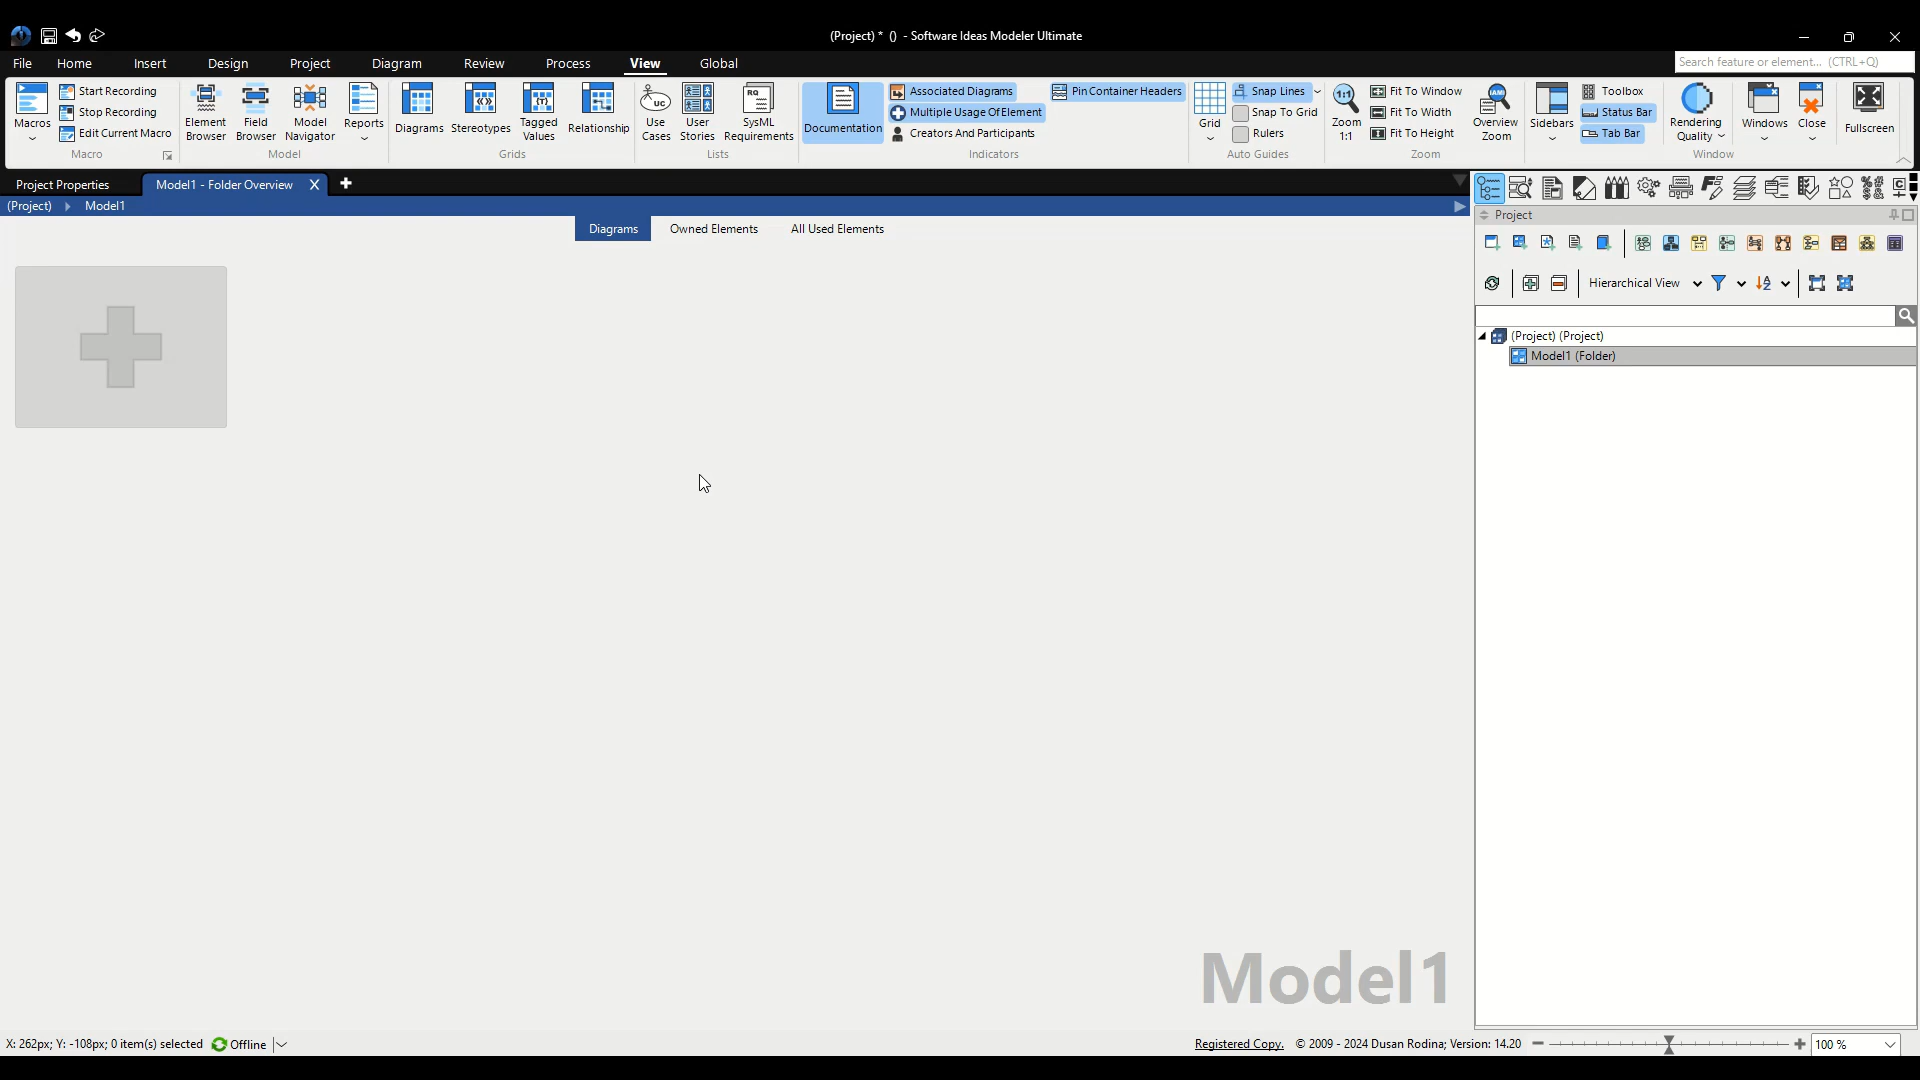 (Project) * () - Software Ideas Modeler Ultimate
File Home Insert Design Project Diagram Review Process View Global
Search feature or element... (CTRL+Q)
Macros
Start Recording
Stop Recording
Edit Current Macro
Macro
Element Browser
Field Browser
Model Navigator
Reports
Model
Diagrams
Stereotypes
Tagged Values
Relationship
Grids
Use Cases
User Stories
SysML Requirements
Lists
Documentation
Associated Diagrams
Multiple Usage Of Element
Creators And Participants
Pin Container Headers
Indicators
Grid
Snap Lines
Snap To Grid
Rulers
Auto Guides
Zoom 1:1
Fit To Window
Fit To Width
Fit To Height
Overview Zoom
Zoom
Sidebars
Toolbox
Status Bar
Tab Bar
Rendering Quality
Windows
Close
Window
Fullscreen
Project Properties
Model1 - Folder Overview
(Project) Model1
Diagrams Owned Elements All Used Elements
Project
Hierarchical View
(Project) (Project)
Model1 (Folder)
Model1
X: 262px; Y: -108px; 0 item(s) selected
Offline
Registered Copy. © 2009 - 2024 Dusan Rodina; Version: 14.20
100 %